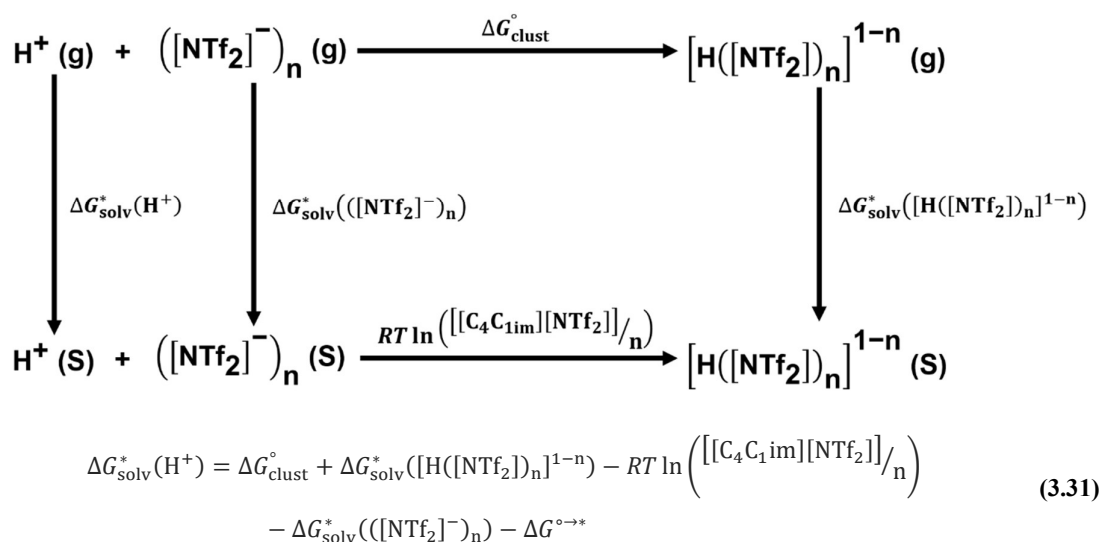 ΔG°clust
H⁺ (g) + ([NTf₂]⁻)ₙ (g) [H([NTf₂])ₙ]¹⁻ⁿ (g)
ΔG*solv(H⁺) ΔG*solv(([NTf₂]⁻)ₙ) ΔG*solv([H([NTf₂])ₙ]¹⁻ⁿ)
RT ln([[C₄C₁im][NTf₂]]/n)
H⁺ (S) + ([NTf₂]⁻)ₙ (S) [H([NTf₂])ₙ]¹⁻ⁿ (S)
ΔG*solv(H⁺) = ΔG°clust + ΔG*solv([H([NTf₂])ₙ]¹⁻ⁿ) − RT ln([[C₄C₁im][NTf₂]]/n)
(3.31)
− ΔG*solv(([NTf₂]⁻)ₙ) − ΔG°→*